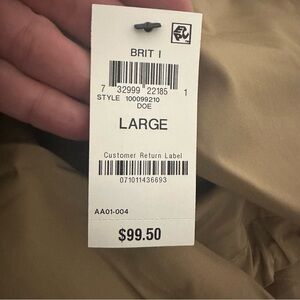 BRIT I
7 32999 22185 1
STYLE 100099210
DOE
LARGE
Customer Return Label
071011436693
AA01-004
$99.50